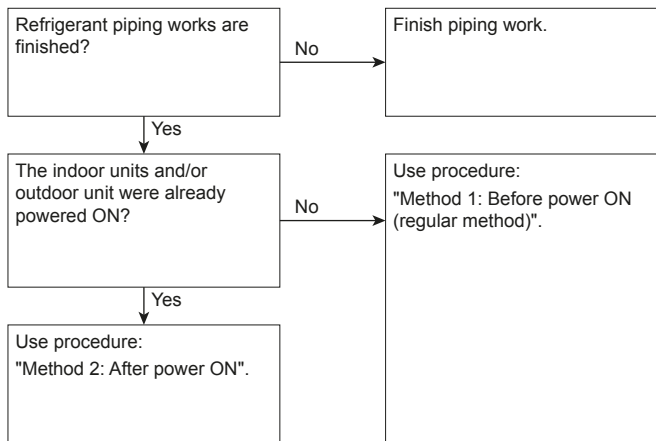 Refrigerant piping works are
finished?
No
Finish piping work.
Yes
The indoor units and/or
outdoor unit were already
powered ON?
No
Use procedure:
"Method 1: Before power ON
(regular method)".
Yes
Use procedure:
"Method 2: After power ON".